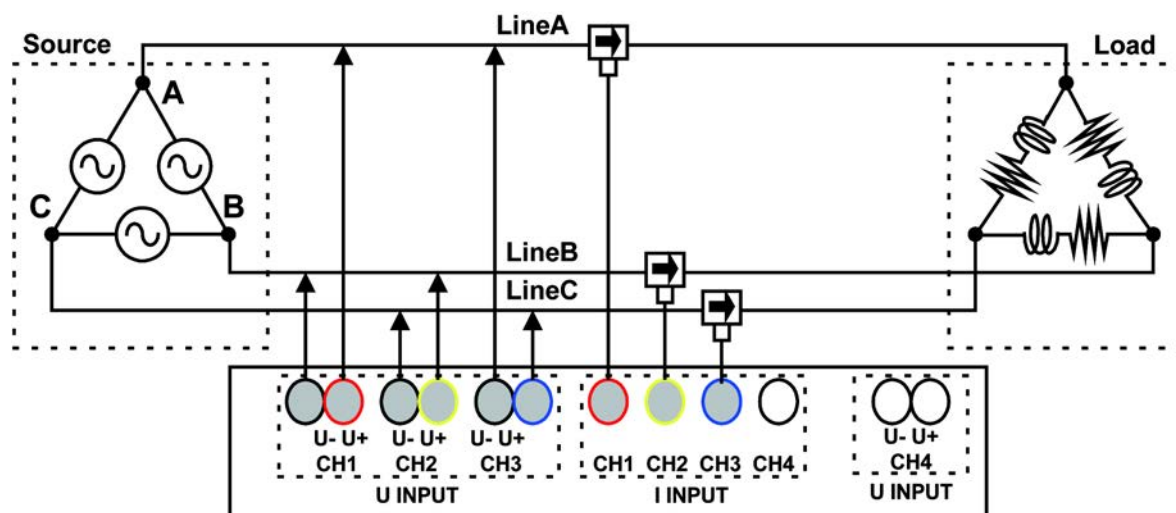 LineA
Source
Load
A
C
B
LineB
LineC
U- U+ U- U+ U- U+
CH1 CH2 CH3
U INPUT
CH1 CH2 CH3 CH4
I INPUT
U- U+
CH4
U INPUT